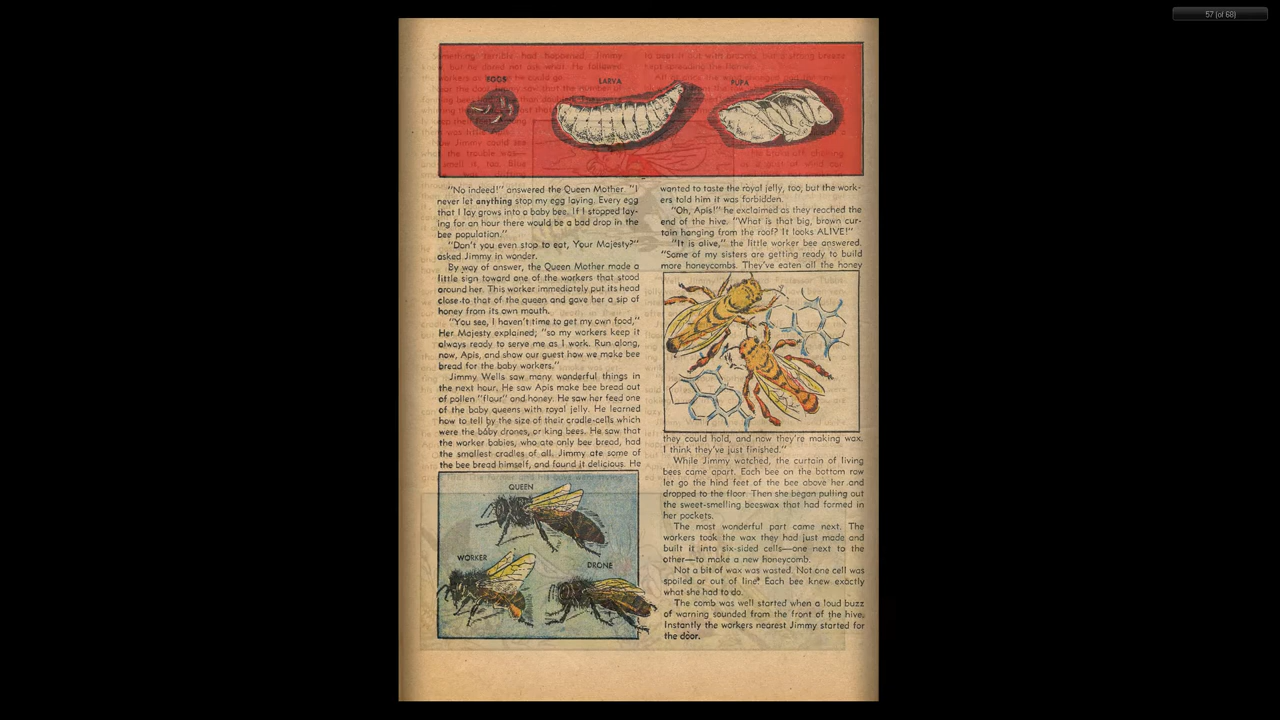 57 (of 68)
EGGS
LARVA
PUPA
"No indeed!" answered the Queen Mother. "I
never let anything stop my egg laying. Every egg
that I lay grows into a baby bee. If I stopped lay-
ing for an hour there would be a bad drop in the
bee population."
"Don't you even stop to eat, Your Majesty?"
asked Jimmy in wonder.
By way of answer, the Queen Mother made a
little sign toward one of the workers that stood
around her. This worker immediately put its head
close to that of the queen and gave her a sip of
honey from its own mouth.
"You see, I haven't time to get my own food,"
Her Majesty explained; "so my workers keep it
always ready to serve me as I work. Run along,
now, Apis, and show our guest how we make bee
bread for the baby workers."
Jimmy Wells saw many wonderful things in
the next hour. He saw Apis make bee bread out
of pollen "flour" and honey. He saw her feed one
of the baby queens with royal jelly. He learned
how to tell by the size of their cradle-cells which
were the baby drones, or king bees. He saw that
the worker babies, who ate only bee bread, had
the smallest cradles of all. Jimmy ate some of
the bee bread himself, and found it delicious. He
QUEEN
WORKER
DRONE
wanted to taste the royal jelly, too, but the work-
ers told him it was forbidden.
"Oh, Apis!" he exclaimed as they reached the
end of the hive. "What is that big, brown cur-
tain hanging from the roof? It looks ALIVE!"
"It is alive," the little worker bee answered.
"Some of my sisters are getting ready to build
more honeycombs. They've eaten all the honey
they could hold, and now they're making wax.
I think they've just finished."
While Jimmy watched, the curtain of living
bees came apart. Each bee on the bottom row
let go the hind feet of the bee above her and
dropped to the floor. Then she began pulling out
the sweet-smelling beeswax that had formed in
her pockets.
The most wonderful part came next. The
workers took the wax they had just made and
built it into six-sided cells—one next to the
other—to make a new honeycomb.
Not a bit of wax was wasted. Not one cell was
spoiled or out of line. Each bee knew exactly
what she had to do.
The comb was well started when a loud buzz
of warning sounded from the front of the hive.
Instantly the workers nearest Jimmy started for
the door.